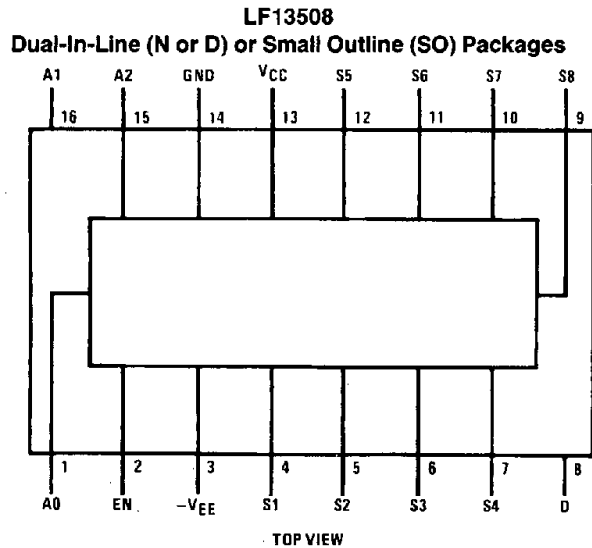 LF13508
Dual-In-Line (N or D) or Small Outline (SO) Packages
A1 A2 GND VCC S5 S6 S7 S8
16 15 14 13 12 11 10 9
1 2 3 4 5 6 7 8
A0 EN -VEE S1 S2 S3 S4 D
TOP VIEW